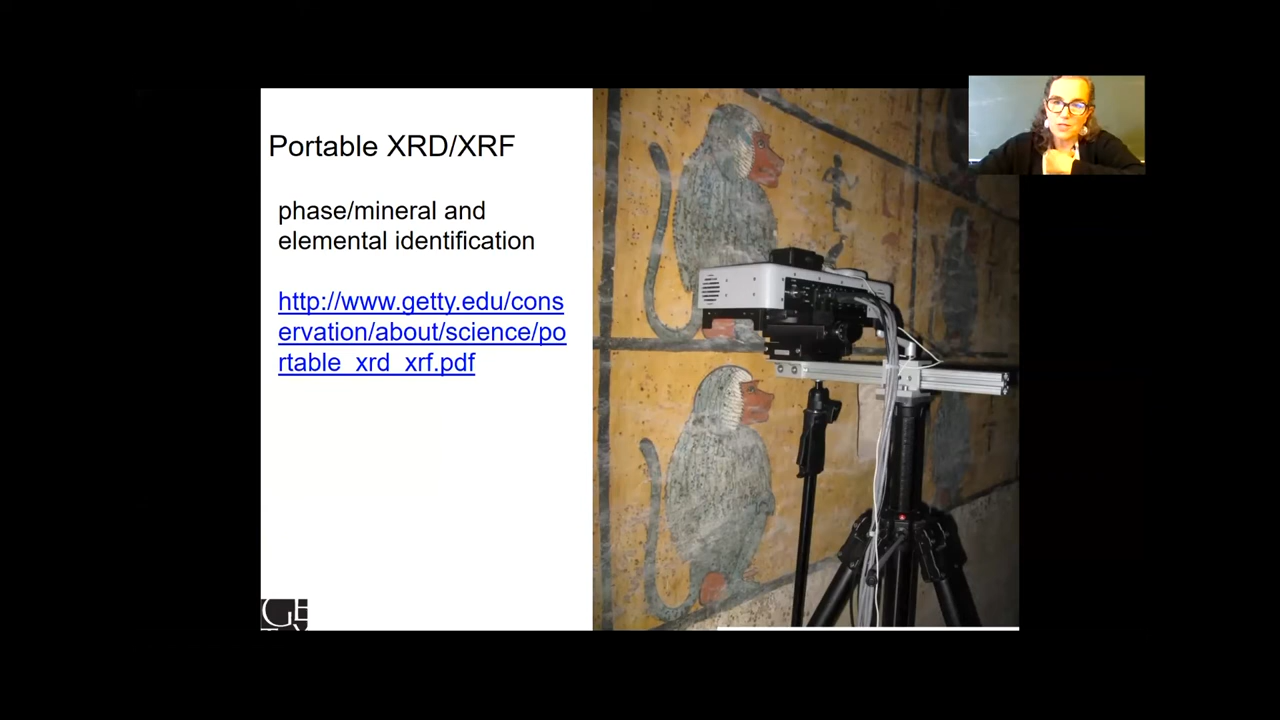 Portable XRD/XRF
phase/mineral and
elemental identification
http://www.getty.edu/cons
ervation/about/science/po
rtable_xrd_xrf.pdf
GE